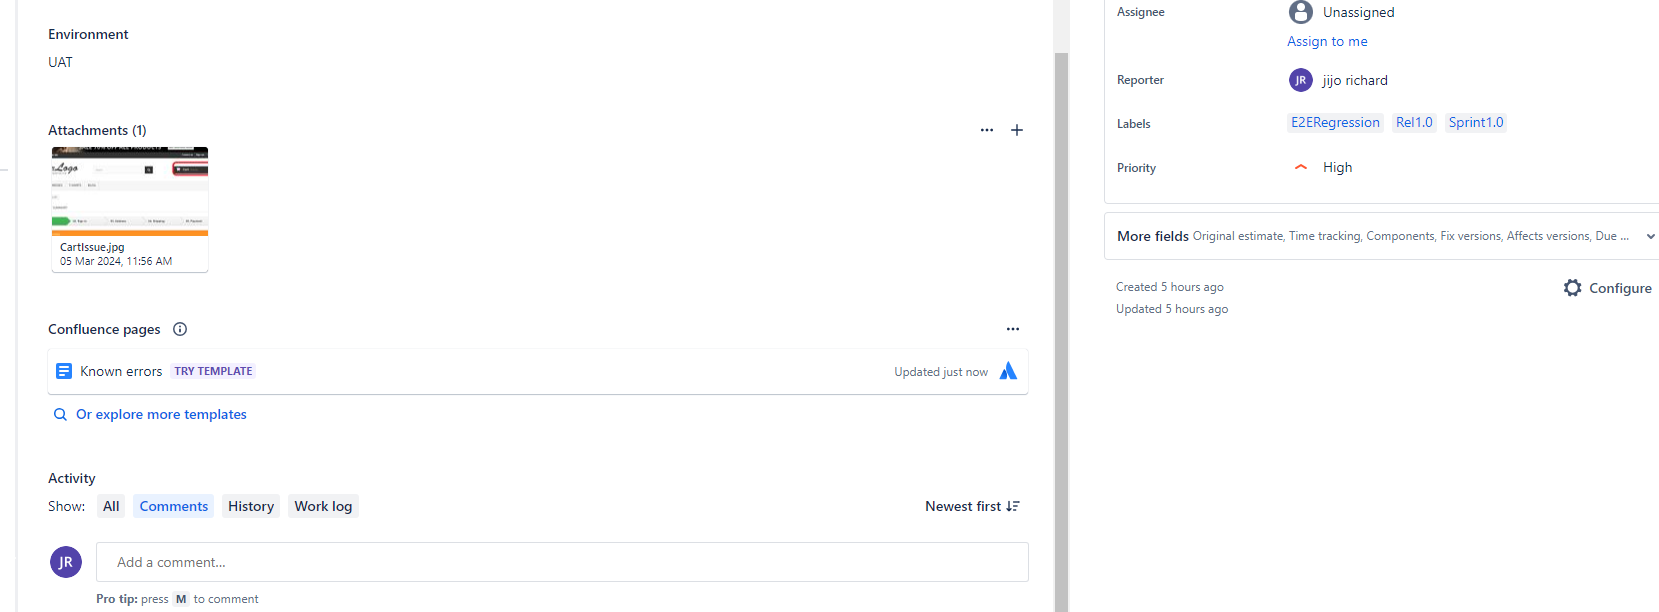 Environment
UAT
Attachments (1)
Logo
CartIssue.jpg
05 Mar 2024, 11:56 AM
Confluence pages
Known errors TRY TEMPLATE Updated just now
Or explore more templates
Activity
Show: All Comments History Work log Newest first
JR Add a comment...
Pro tip: press M to comment
Assignee Unassigned
Assign to me
Reporter JR jijo richard
Labels E2ERegression Rel1.0 Sprint1.0
Priority High
More fields Original estimate, Time tracking, Components, Fix versions, Affects versions, Due ...
Created 5 hours ago Configure
Updated 5 hours ago